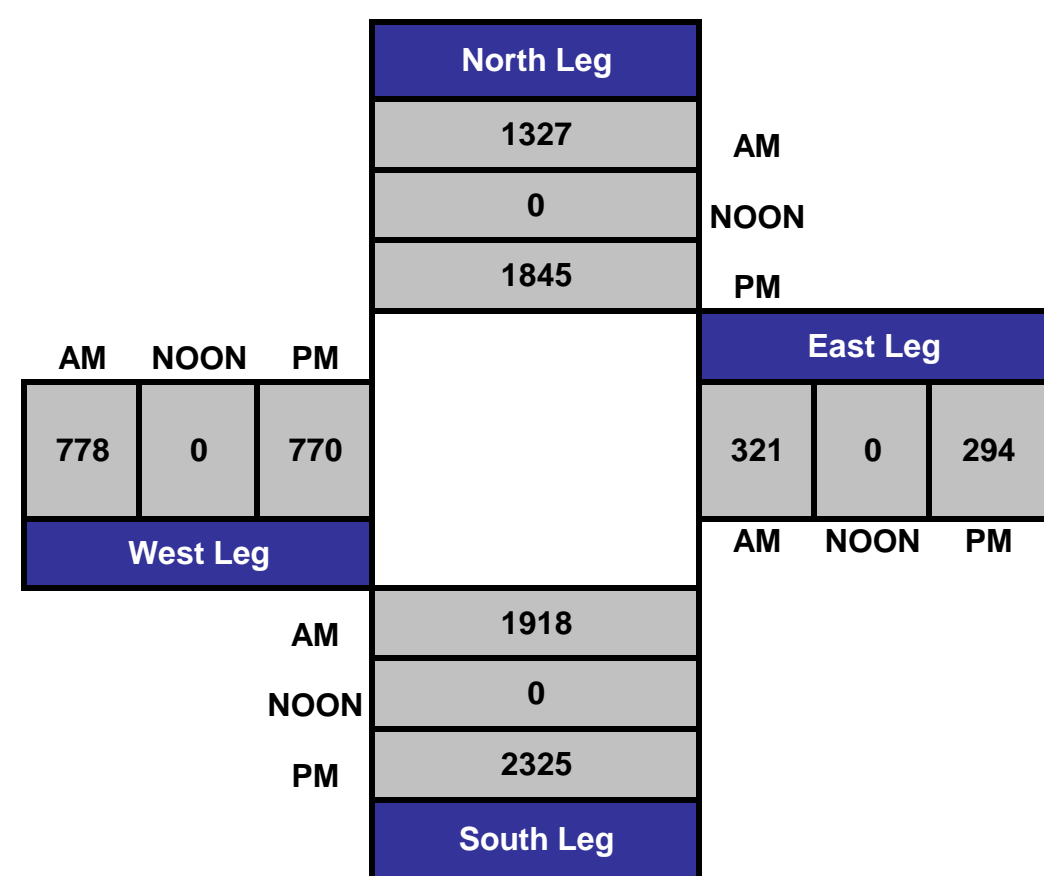 North Leg
1327 AM
0 NOON
1845 PM
East Leg
AM NOON PM
778 0 770
321 0 294
West Leg
AM NOON PM
AM 1918
NOON 0
PM 2325
South Leg